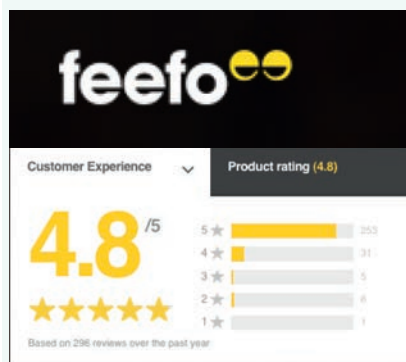 feefo
Customer Experience
Product rating (4.8)
4.8 /5
5 253
4 31
3 5
2 6
1 1
Based on 296 reviews over the past year